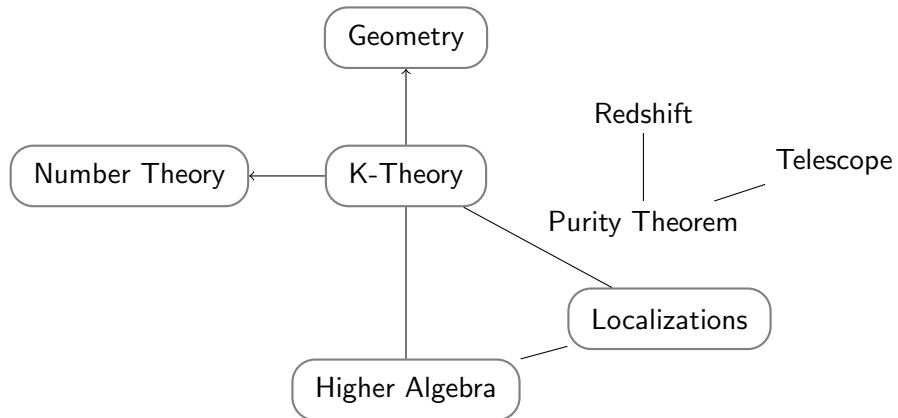 Geometry
Redshift
Telescope
Number Theory
K-Theory
Purity Theorem
Localizations
Higher Algebra